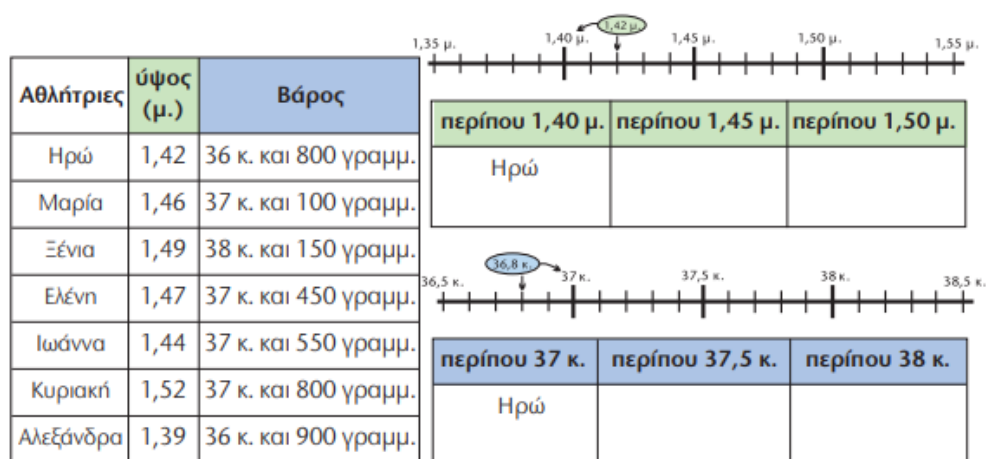 Αθλήτριες ύψος (μ.) Βάρος
Ηρώ 1,42 36 κ. και 800 γραμμ.
Μαρία 1,46 37 κ. και 100 γραμμ.
Ξένια 1,49 38 κ. και 150 γραμμ.
Ελένη 1,47 37 κ. και 450 γραμμ.
Ιωάννα 1,44 37 κ. και 550 γραμμ.
Κυριακή 1,52 37 κ. και 800 γραμμ.
Αλεξάνδρα 1,39 36 κ. και 900 γραμμ.
1,42 μ.
1,35 μ. 1,40 μ. 1,45 μ. 1,50 μ. 1,55 μ.
περίπου 1,40 μ. περίπου 1,45 μ. περίπου 1,50 μ.
Ηρώ
36,8 κ.
36,5 κ. 37 κ. 37,5 κ. 38 κ. 38,5 κ.
περίπου 37 κ. περίπου 37,5 κ. περίπου 38 κ.
Ηρώ